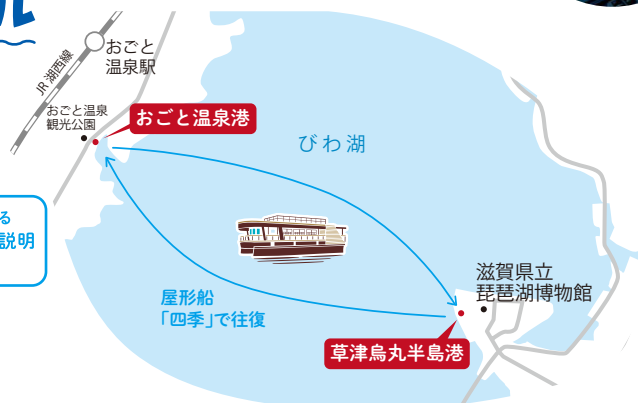 JR 湖西線
おごと
温泉駅
おごと温泉
観光公園
おごと温泉港
びわ湖
る
説明
屋形船
「四季」で往復
滋賀県立
琵琶湖博物館
草津烏丸半島港